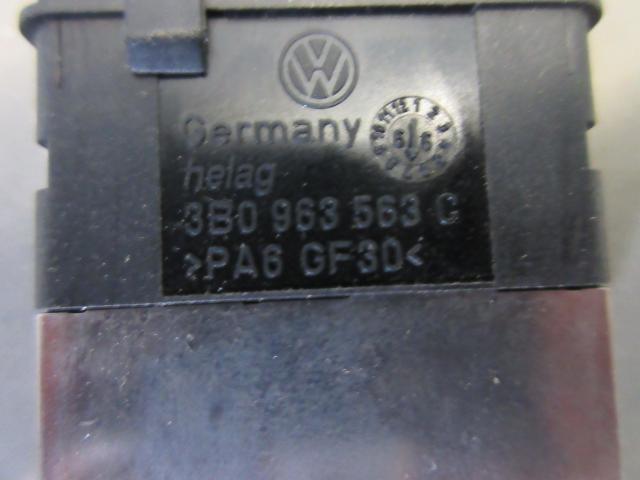 Germany
helag
3B0 963 563 C
>PA6 GF30<